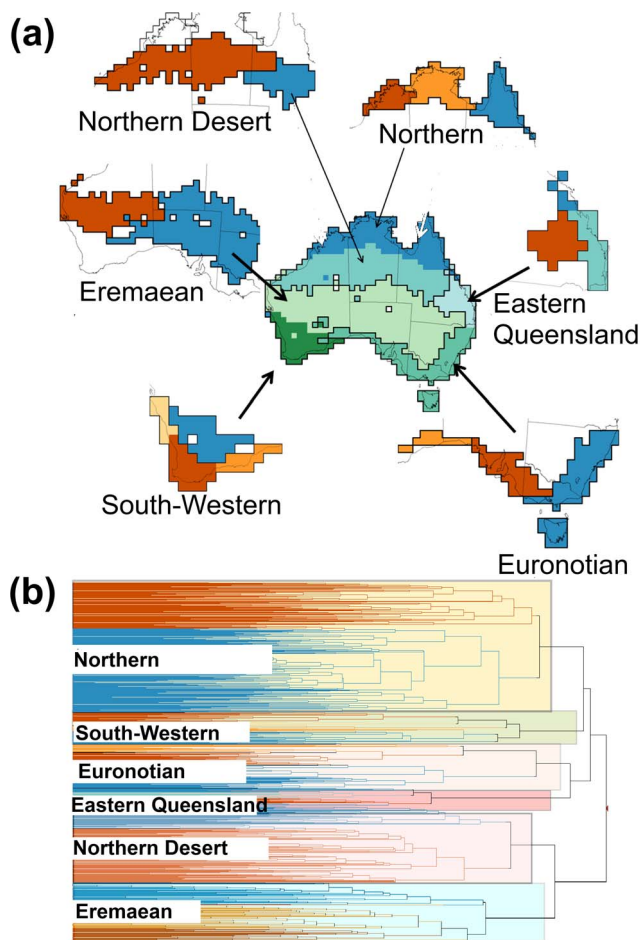 (a)
Northern Desert
Northern
Eremaean
Eastern
Queensland
South-Western
Euronotian
(b)
Northern
South-Western
Euronotian
Eastern Queensland
Northern Desert
Eremaean